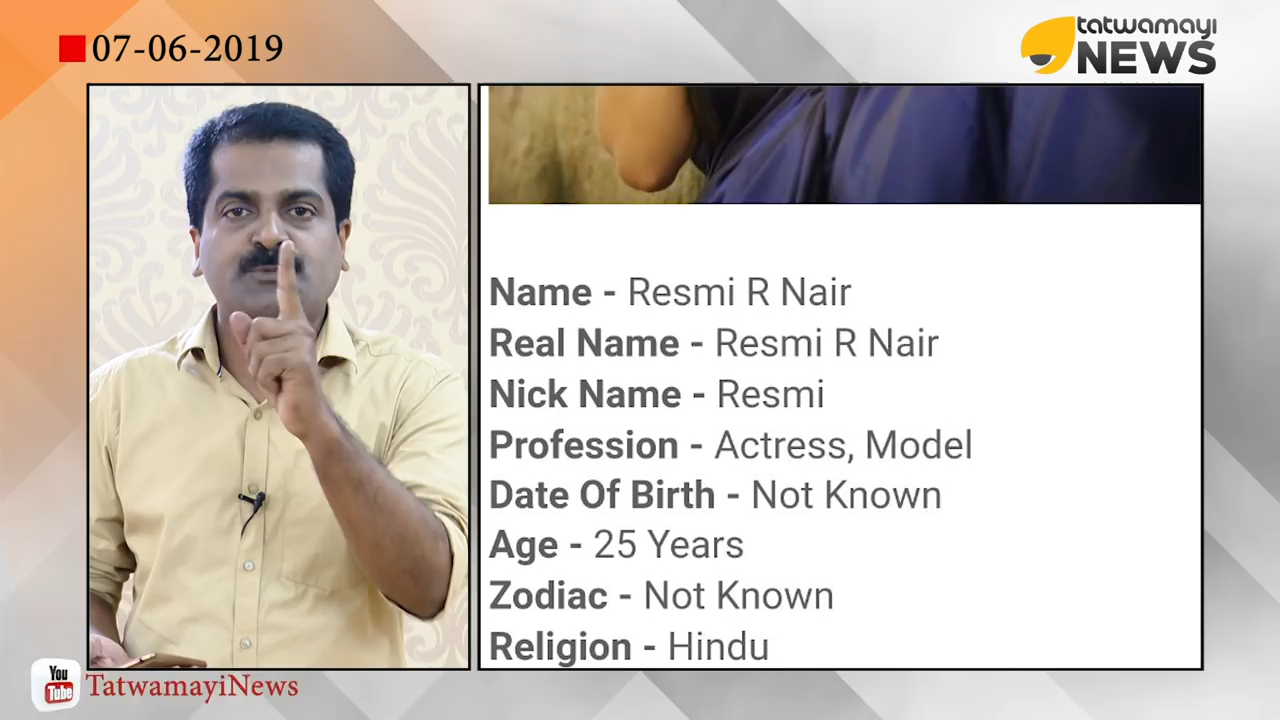 07-06-2019
tatwamayi
NEWS
Name - Resmi R Nair
Real Name - Resmi R Nair
Nick Name - Resmi
Profession - Actress, Model
Date Of Birth - Not Known
Age - 25 Years
Zodiac - Not Known
Religion - Hindu
You
Tube
TatwamayiNews